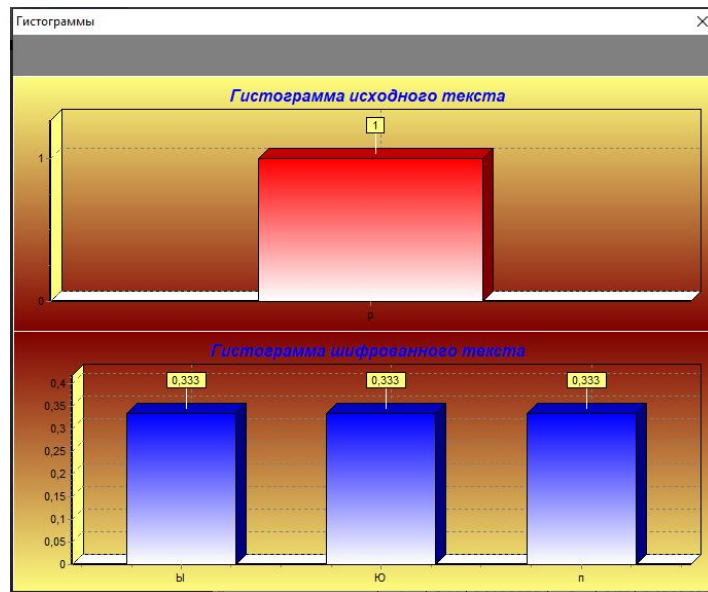 Гистограммы
Гистограмма исходного текста
1
1
0
р
Гистограмма шифрованного текста
0,333 0,333 0,333
0,4
0,35
0,3
0,25
0,2
0,15
0,1
0,05
0
Ы Ю п